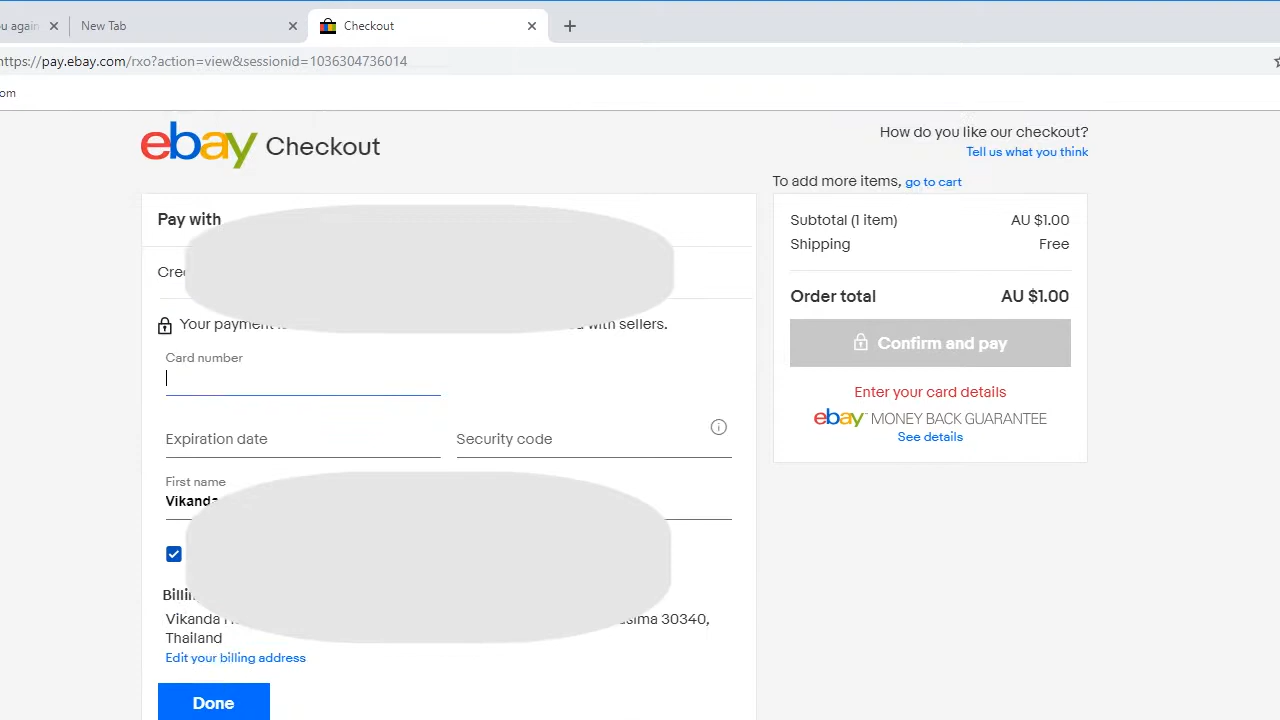 ou again
New Tab
Checkout
https://pay.ebay.com/rxo?action=view&sessionid=1036304736014
om
ebay Checkout
How do you like our checkout?
Tell us what you think
To add more items, go to cart
Pay with
Subtotal (1 item) AU $1.00
Shipping Free
Order total AU $1.00
Confirm and pay
Enter your card details
ebay MONEY BACK GUARANTEE
See details
Your payment with sellers.
Card number
Expiration date
Security code
First name
Vikanda
Vikanda 30340,
Thailand
Edit your billing address
Done